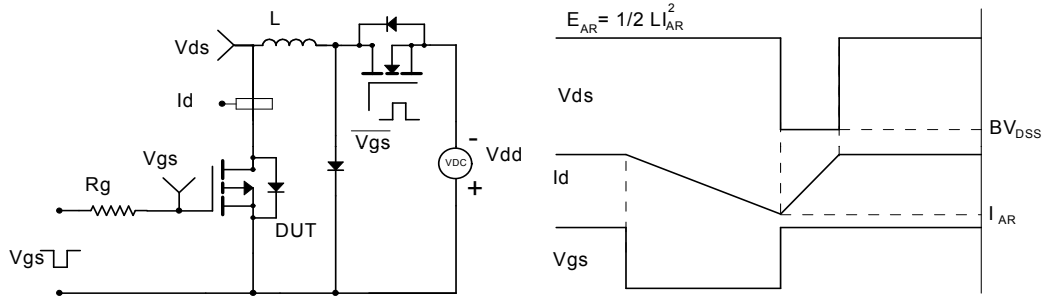 L
Vds
Id
Vgs
Rg
DUT
Vgs
Vgs
VDC
-
+
Vdd
E_AR= 1/2 LI_AR^2
Vds
BV_DSS
Id
I_AR
Vgs